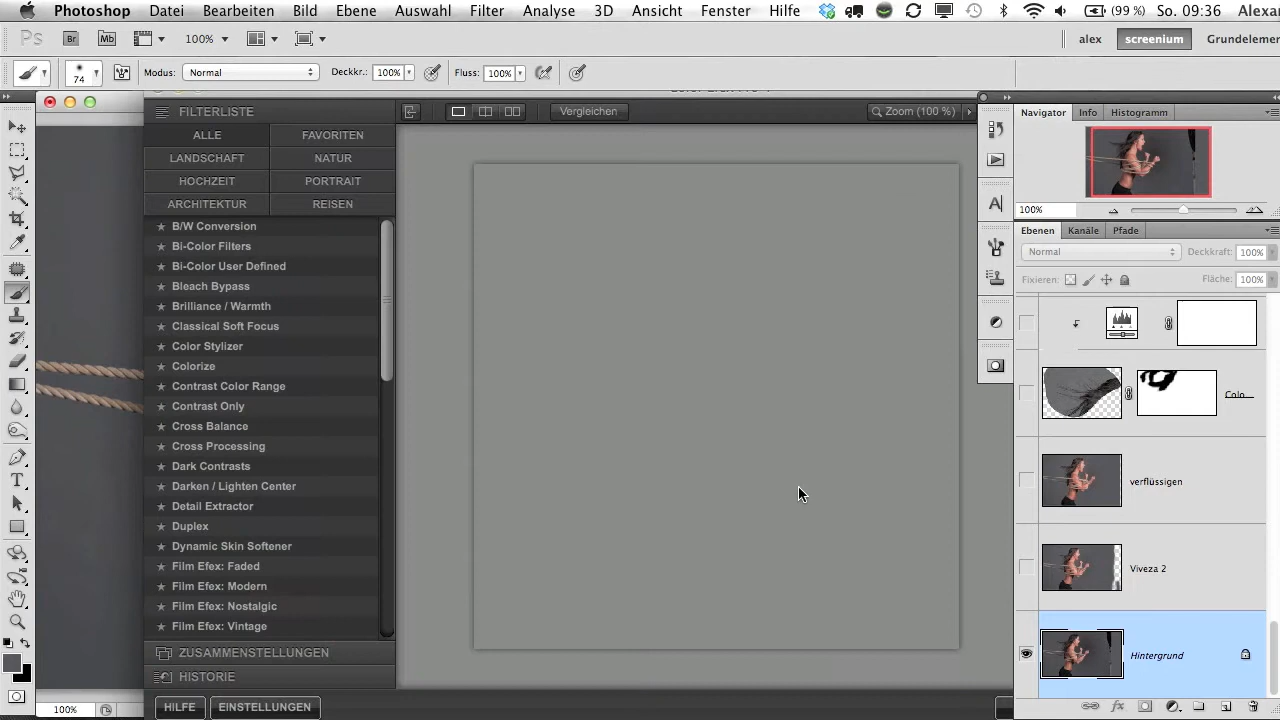 Photoshop Datei Bearbeiten Bild Ebene Auswahl Filter Analyse 3D Ansicht Fenster Hilfe (99 %) So. 09:36 Alexa
Ps Br Mb 100% alex screenium Grundelemen
74 Modus: Normal Deckkr.: 100% Fluss: 100%
FILTERLISTE
Vergleichen
Zoom (100 %)
ALLE FAVORITEN
LANDSCHAFT NATUR
HOCHZEIT PORTRAIT
ARCHITEKTUR REISEN
B/W Conversion
Bi-Color Filters
Bi-Color User Defined
Bleach Bypass
Brilliance / Warmth
Classical Soft Focus
Color Stylizer
Colorize
Contrast Color Range
Contrast Only
Cross Balance
Cross Processing
Dark Contrasts
Darken / Lighten Center
Detail Extractor
Duplex
Dynamic Skin Softener
Film Efex: Faded
Film Efex: Modern
Film Efex: Nostalgic
Film Efex: Vintage
ZUSAMMENSTELLUNGEN
HISTORIE
HILFE EINSTELLUNGEN
100%
Navigator Info Histogramm
100%
Ebenen Kanäle Pfade
Normal Deckkraft: 100%
Fixieren: Fläche: 100%
Colo...
verflüssigen
Viveza 2
Hintergrund